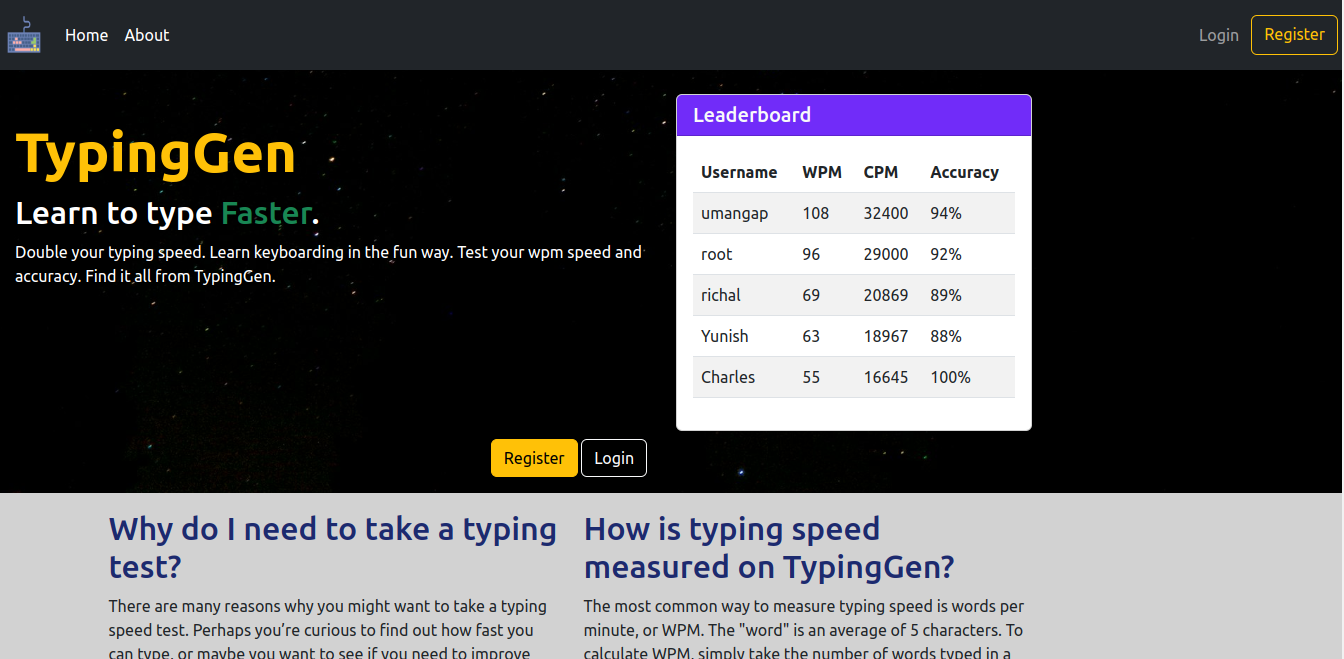 Home About Login Register
TypingGen
Learn to type Faster.
Double your typing speed. Learn keyboarding in the fun way. Test your wpm speed and
accuracy. Find it all from TypingGen.
Register Login
Leaderboard
Username WPM CPM Accuracy
umangap 108 32400 94%
root 96 29000 92%
richal 69 20869 89%
Yunish 63 18967 88%
Charles 55 16645 100%
Why do I need to take a typing
test?
There are many reasons why you might want to take a typing
speed test. Perhaps you’re curious to find out how fast you
can type, or maybe you want to see if you need to improve
How is typing speed
measured on TypingGen?
The most common way to measure typing speed is words per
minute, or WPM. The "word" is an average of 5 characters. To
calculate WPM, simply take the number of words typed in a